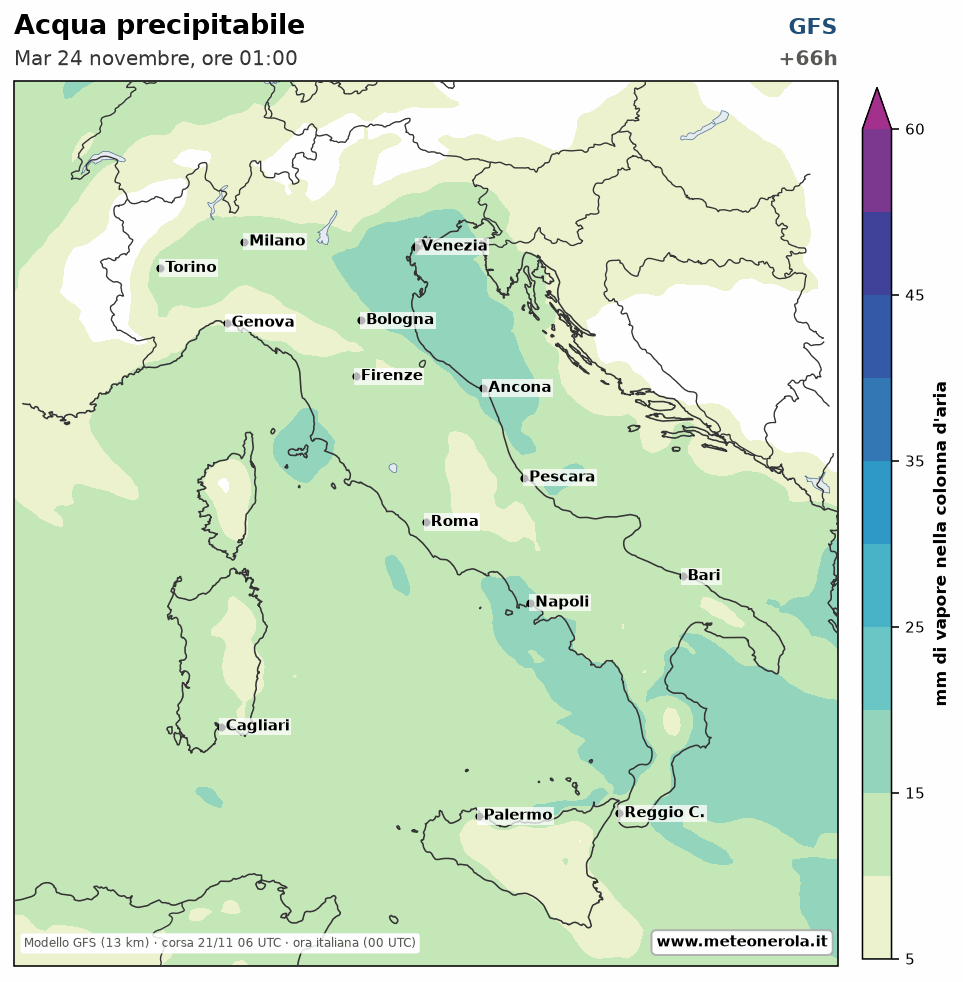 Acqua precipitabile
GFS
Mar 24 novembre, ore 01:00
+66h
60
45
35
25
15
5
mm di vapore nella colonna d'aria
Milano
Venezia
Torino
Genova
Bologna
Firenze
Ancona
Pescara
Roma
Bari
Napoli
Cagliari
Palermo
Reggio C.
Modello GFS (13 km) · corsa 21/11 06 UTC · ora italiana (00 UTC)
www.meteonerola.it